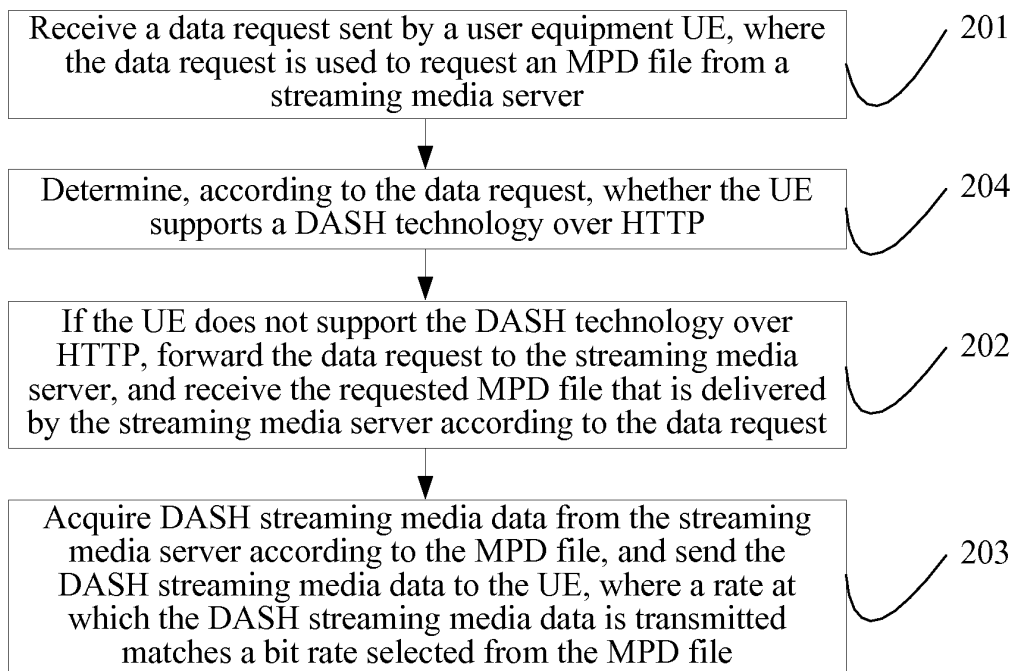 Receive a data request sent by a user equipment UE, where
the data request is used to request an MPD file from a
streaming media server
201
Determine, according to the data request, whether the UE
supports a DASH technology over HTTP
204
If the UE does not support the DASH technology over
HTTP, forward the data request to the streaming media
server, and receive the requested MPD file that is delivered
by the streaming media server according to the data request
202
Acquire DASH streaming media data from the streaming
media server according to the MPD file, and send the
DASH streaming media data to the UE, where a rate at
which the DASH streaming media data is transmitted
matches a bit rate selected from the MPD file
203